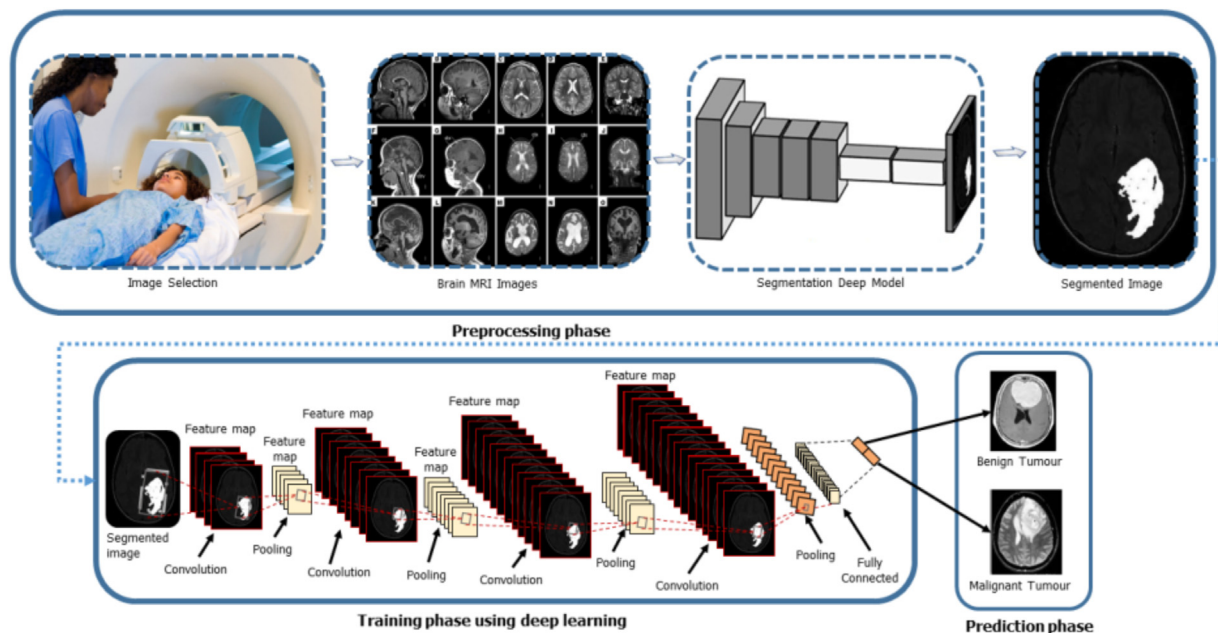 Image Selection
Brain MRI Images
Segmentation Deep Model
Segmented Image
Preprocessing phase
Feature map
Feature map
Feature map
Feature map
Feature
map
Feature
map
Segmented
image
Convolution
Pooling
Convolution
Pooling
Convolution
Pooling
Convolution
Pooling
Fully
Connected
Training phase using deep learning
Benign Tumour
Malignant Tumour
Prediction phase